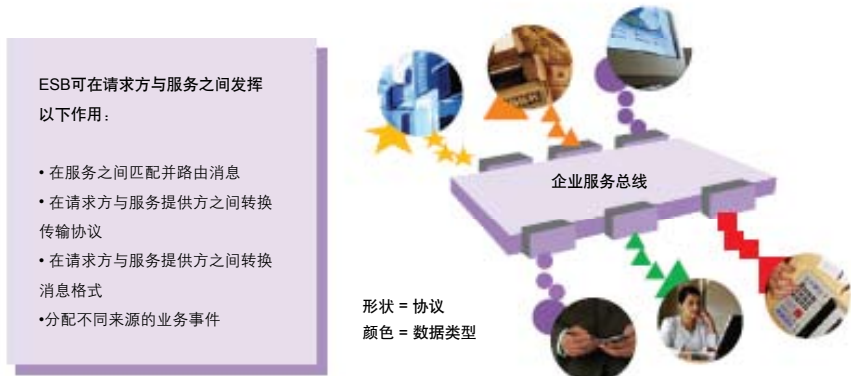 ESB可在请求方与服务之间发挥
以下作用：
• 在服务之间匹配并路由消息
• 在请求方与服务提供方之间转换
传输协议
• 在请求方与服务提供方之间转换
消息格式
•分配不同来源的业务事件
企业服务总线
形状 = 协议
颜色 = 数据类型